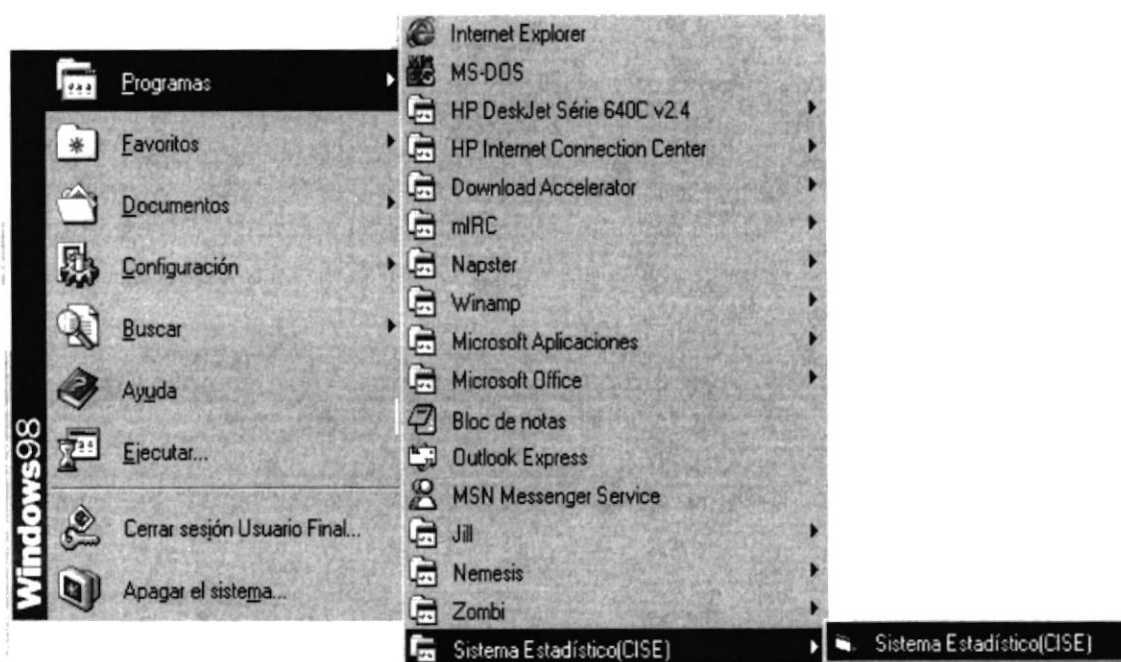 Programas
Favoritos
Documentos
Configuración
Buscar
Ayuda
Ejecutar...
Cerrar sesión Usuario Final...
Apagar el sistema...
Windows98
Internet Explorer
MS-DOS
HP DeskJet Série 640C v2.4
HP Internet Connection Center
Download Accelerator
mIRC
Napster
Winamp
Microsoft Aplicaciones
Microsoft Office
Bloc de notas
Outlook Express
MSN Messenger Service
Jill
Nemesis
Zombi
Sistema Estadístico(CISE)
Sistema Estadístico(CISE)